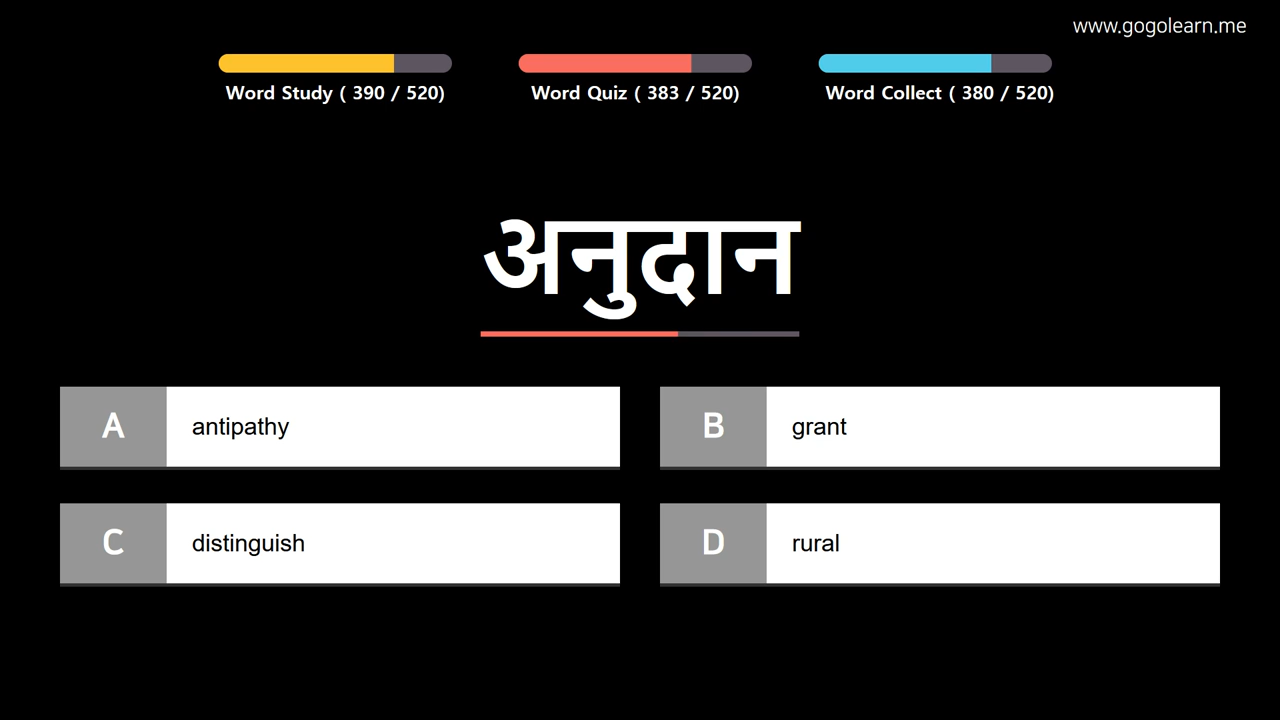 www.gogolearn.me
Word Study ( 390 / 520) Word Quiz ( 383 / 520) Word Collect ( 380 / 520)
अनुदान
A antipathy B grant
C distinguish D rural